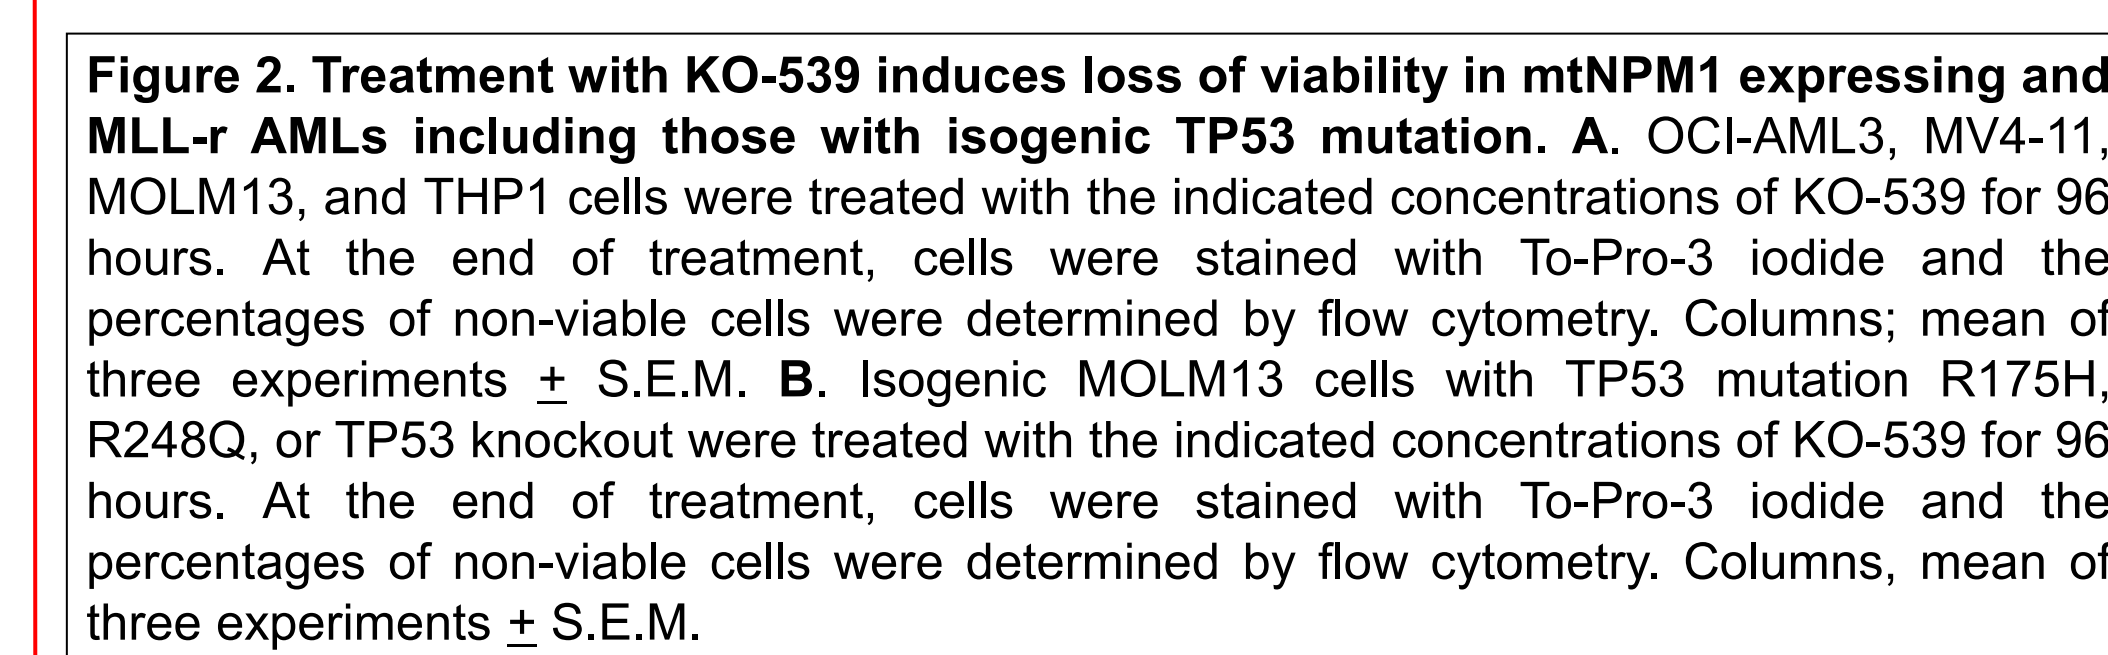 Figure 2. Treatment with KO-539 induces loss of viability in mtNPM1 expressing and
MLL-r AMLs including those with isogenic TP53 mutation. A. OCI-AML3, MV4-11,
MOLM13, and THP1 cells were treated with the indicated concentrations of KO-539 for 96
hours. At the end of treatment, cells were stained with To-Pro-3 iodide and the
percentages of non-viable cells were determined by flow cytometry. Columns; mean of
three experiments ± S.E.M. B. Isogenic MOLM13 cells with TP53 mutation R175H,
R248Q, or TP53 knockout were treated with the indicated concentrations of KO-539 for 96
hours. At the end of treatment, cells were stained with To-Pro-3 iodide and the
percentages of non-viable cells were determined by flow cytometry. Columns, mean of
three experiments ± S.E.M.